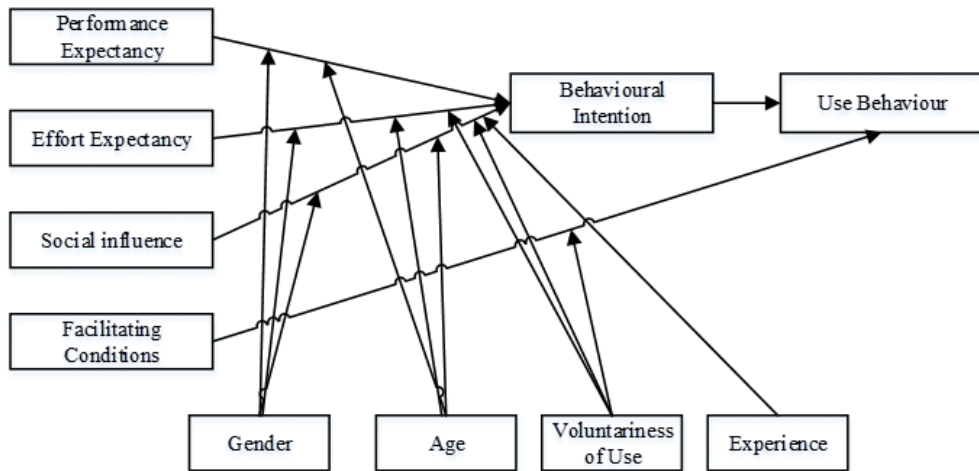 Performance
Expectancy
Effort Expectancy
Social influence
Facilitating
Conditions
Behavioural
Intention
Use Behaviour
Gender
Age
Voluntariness
of Use
Experience